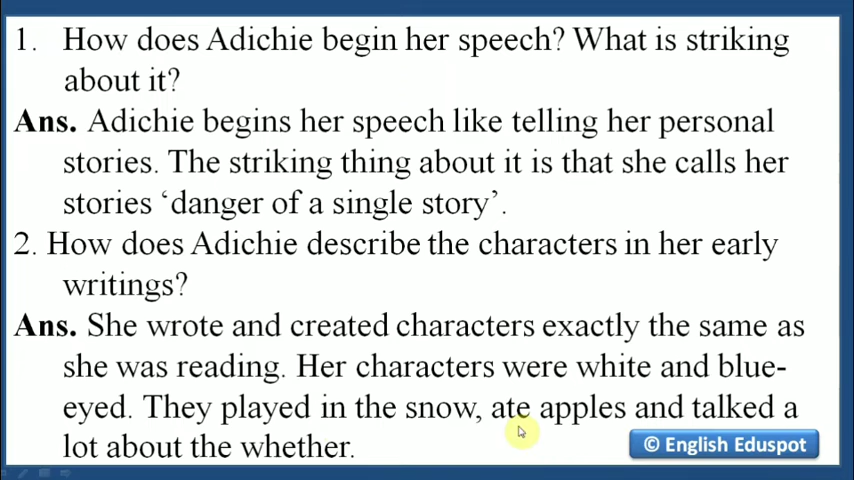 1. How does Adichie begin her speech? What is striking
about it?
Ans. Adichie begins her speech like telling her personal
stories. The striking thing about it is that she calls her
stories ‘danger of a single story’.
2. How does Adichie describe the characters in her early
writings?
Ans. She wrote and created characters exactly the same as
she was reading. Her characters were white and blue-
eyed. They played in the snow, ate apples and talked a
lot about the whether.
© English Eduspot